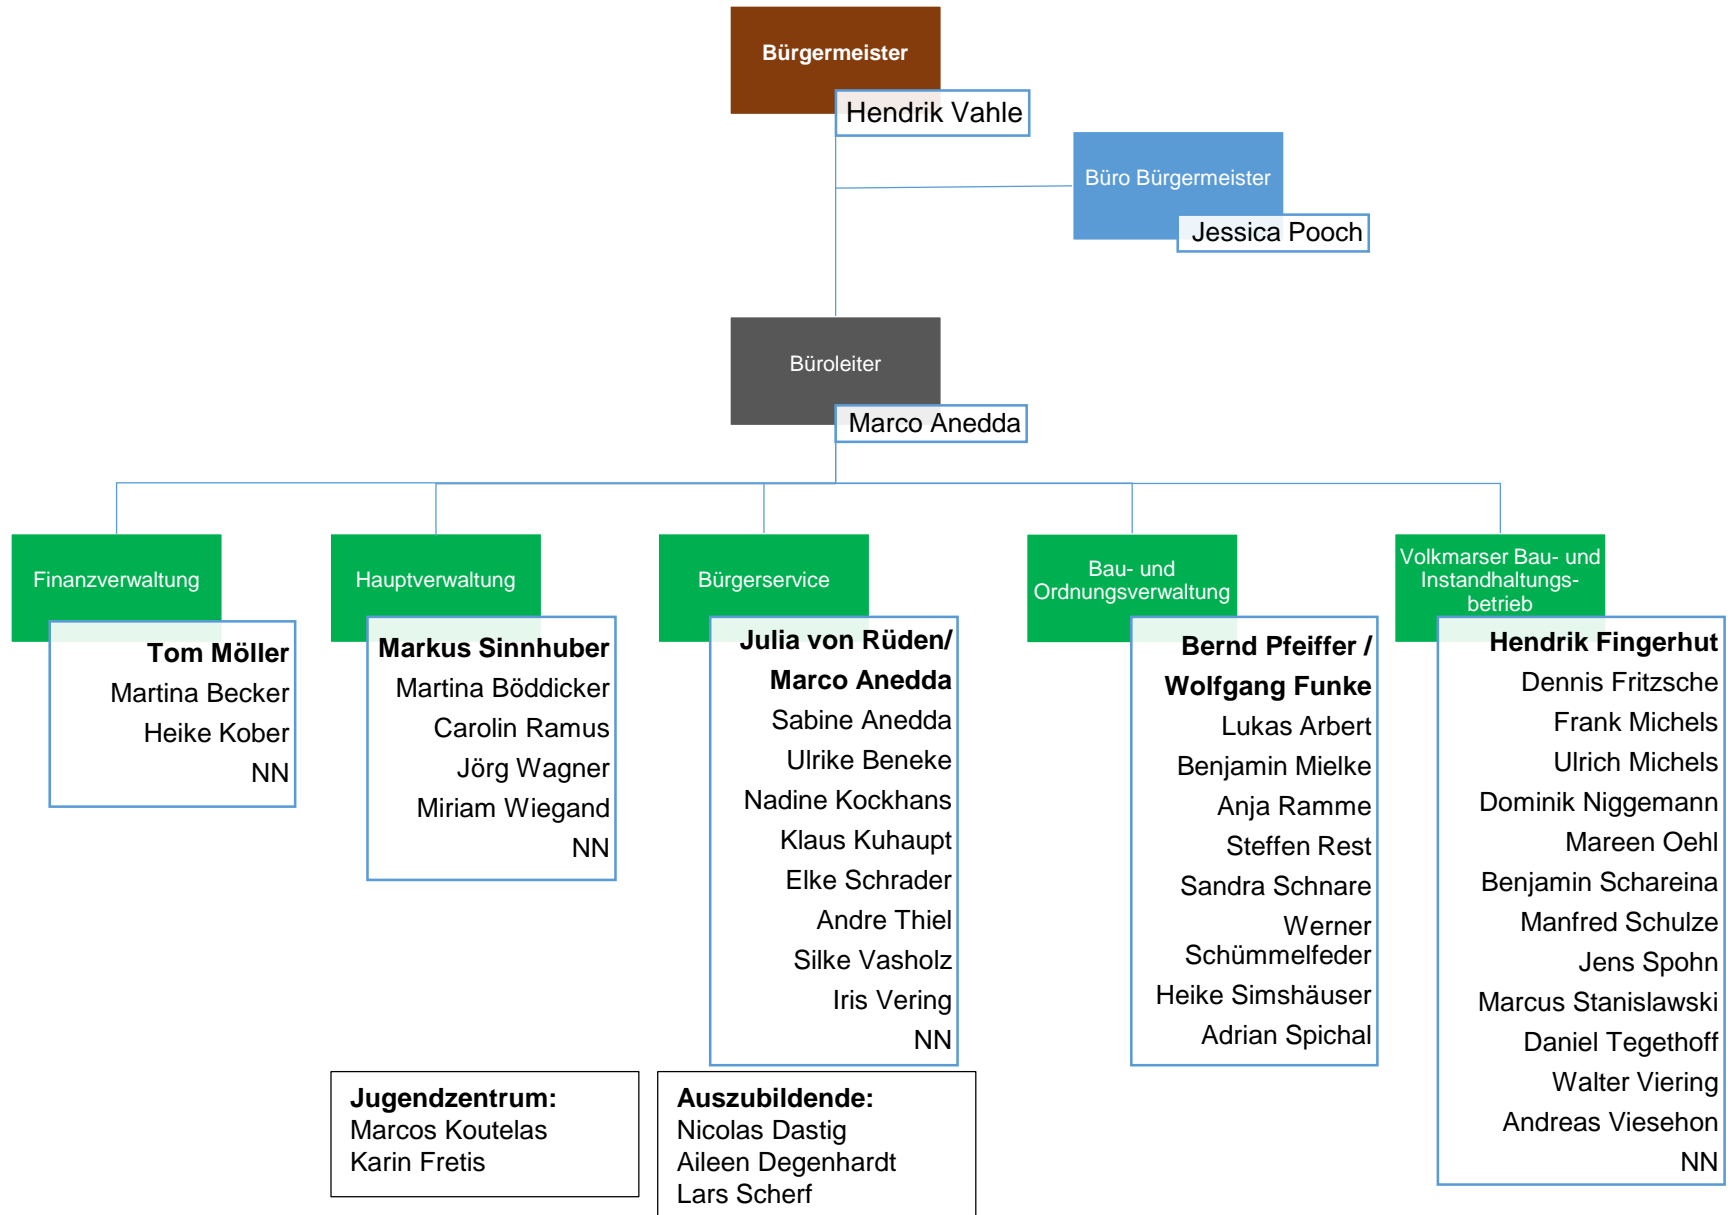 Bürgermeister
Hendrik Vahle
Büro Bürgermeister
Jessica Pooch
Büroleiter
Marco Anedda
Finanzverwaltung
Tom Möller
Martina Becker
Heike Kober
NN
Hauptverwaltung
Markus Sinnhuber
Martina Böddicker
Carolin Ramus
Jörg Wagner
Miriam Wiegand
NN
Bürgerservice
Julia von Rüden/
Marco Anedda
Sabine Anedda
Ulrike Beneke
Nadine Kockhans
Klaus Kuhaupt
Elke Schrader
Andre Thiel
Silke Vasholz
Iris Vering
NN
Bau- und
Ordnungsverwaltung
Bernd Pfeiffer /
Wolfgang Funke
Lukas Arbert
Benjamin Mielke
Anja Ramme
Steffen Rest
Sandra Schnare
Werner
Schümmelfeder
Heike Simshäuser
Adrian Spichal
Volkmarser Bau- und
Instandhaltungs-
betrieb
Hendrik Fingerhut
Dennis Fritzsche
Frank Michels
Ulrich Michels
Dominik Niggemann
Mareen Oehl
Benjamin Schareina
Manfred Schulze
Jens Spohn
Marcus Stanislawski
Daniel Tegethoff
Walter Viering
Andreas Viesehon
NN
Jugendzentrum:
Marcos Koutelas
Karin Fretis
Auszubildende:
Nicolas Dastig
Aileen Degenhardt
Lars Scherf